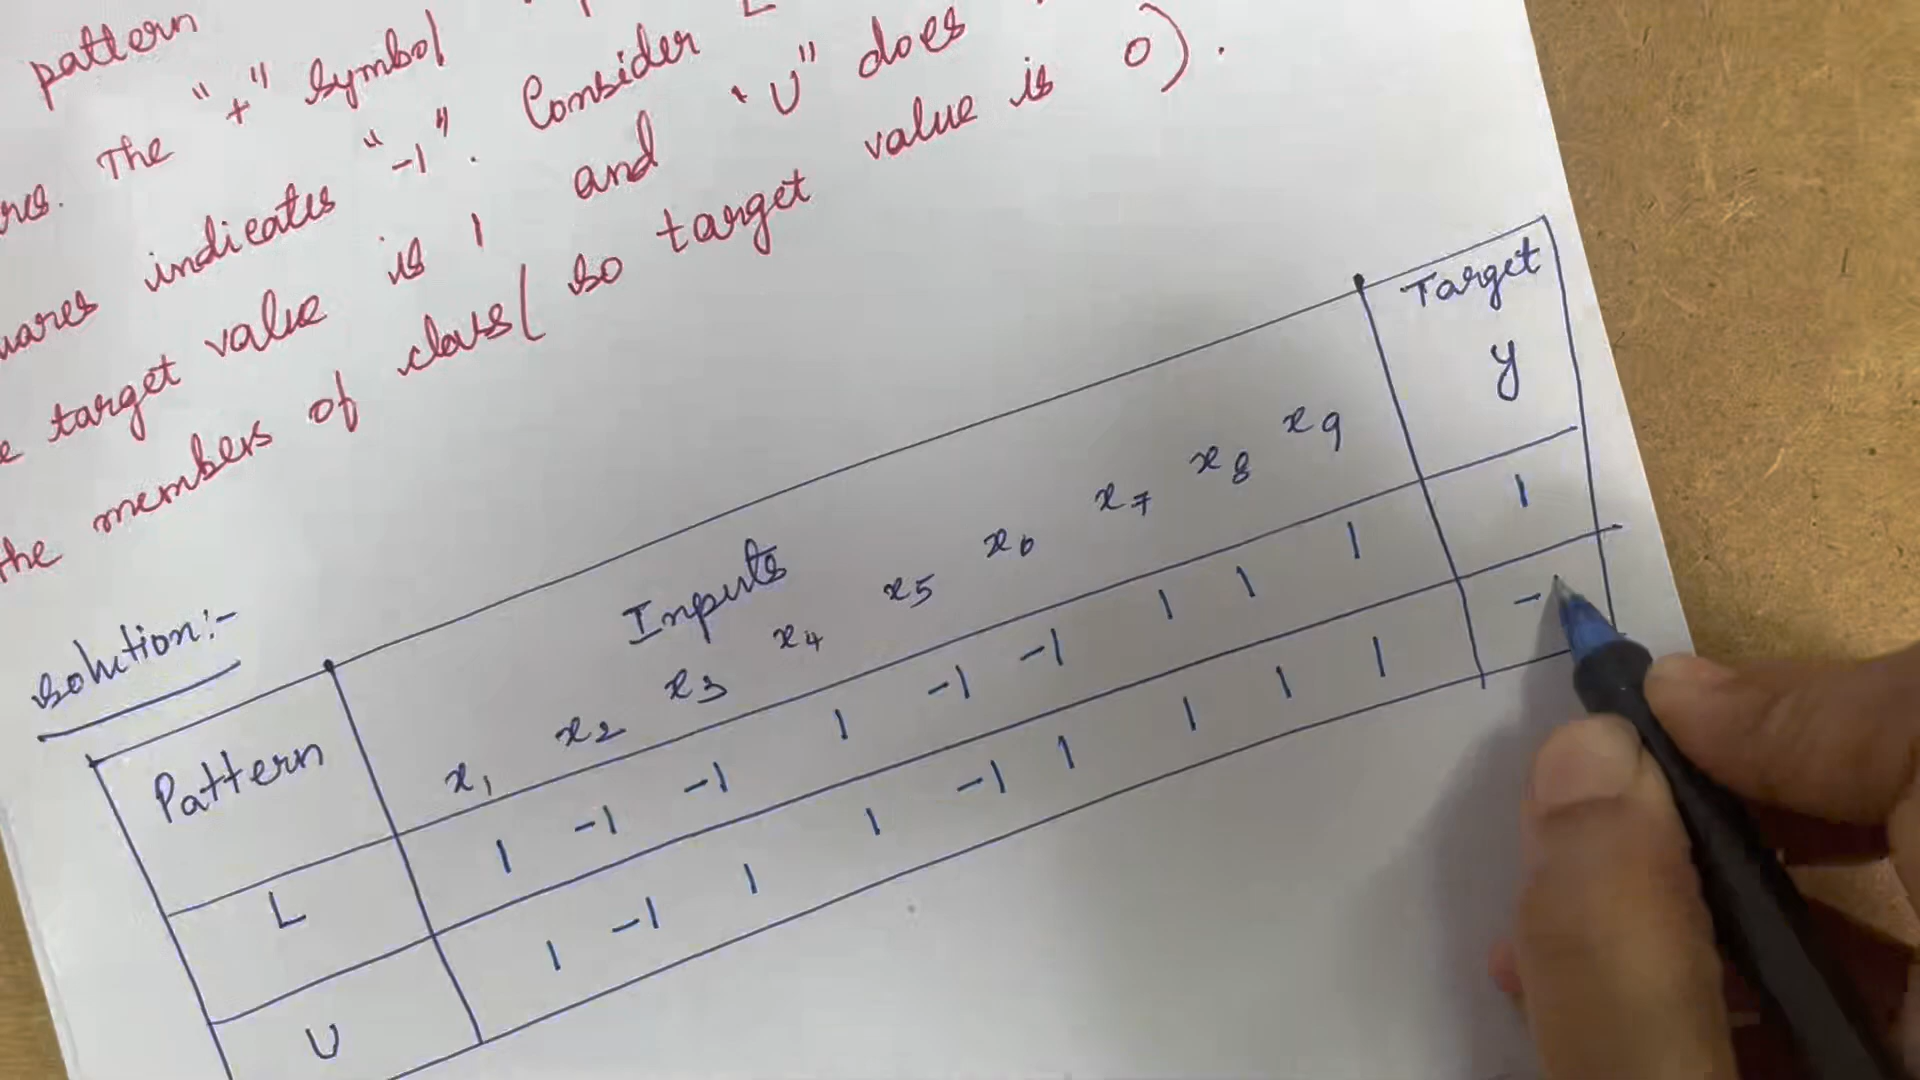 pattern
The "+" symbol
indicates "-1". Consider
target value is 1 and "U" does
the members of class( so target value is 0).
solution:-
Pattern Inputs Target
x1 x2 x3 x4 x5 x6 x7 x8 x9 y
L 1 -1 -1 1 -1 -1 1 1 1 1
U 1 -1 1 1 -1 1 1 1 1 -